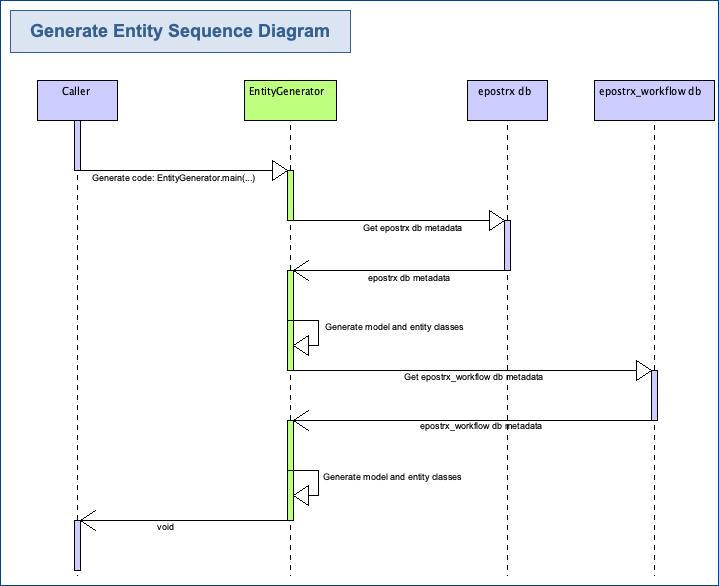 Generate Entity Sequence Diagram
Caller
EntityGenerator
epostrx db
epostrx_workflow db
Generate code: EntityGenerator.main(...)
Get epostrx db metadata
epostrx db metadata
Generate model and entity classes
Get epostrx_workflow db metadata
epostrx_workflow db metadata
Generate model and entity classes
void